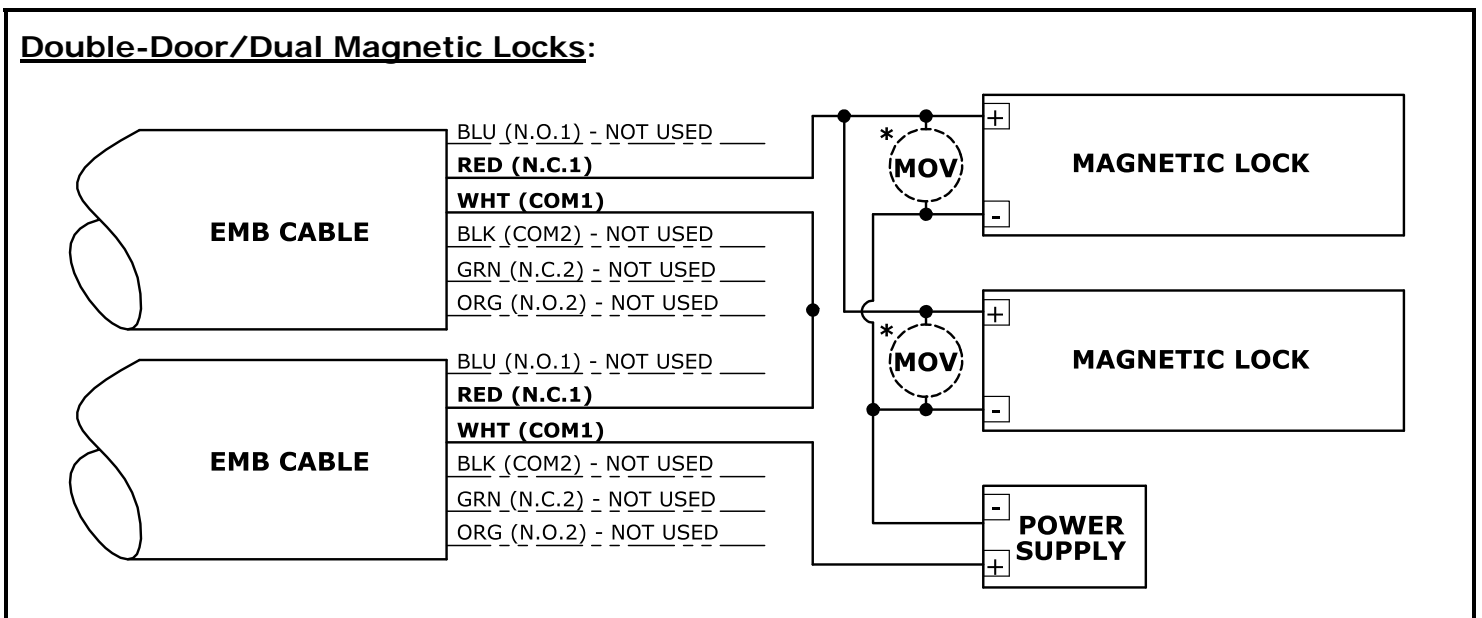 Double-Door/Dual Magnetic Locks:
EMB CABLE
BLU (N.O.1) - NOT USED
RED (N.C.1)
WHT (COM1)
BLK (COM2) - NOT USED
GRN (N.C.2) - NOT USED
ORG (N.O.2) - NOT USED
* MOV
+
-
MAGNETIC LOCK
EMB CABLE
BLU (N.O.1) - NOT USED
RED (N.C.1)
WHT (COM1)
BLK (COM2) - NOT USED
GRN (N.C.2) - NOT USED
ORG (N.O.2) - NOT USED
* MOV
+
-
MAGNETIC LOCK
-
+
POWER
SUPPLY